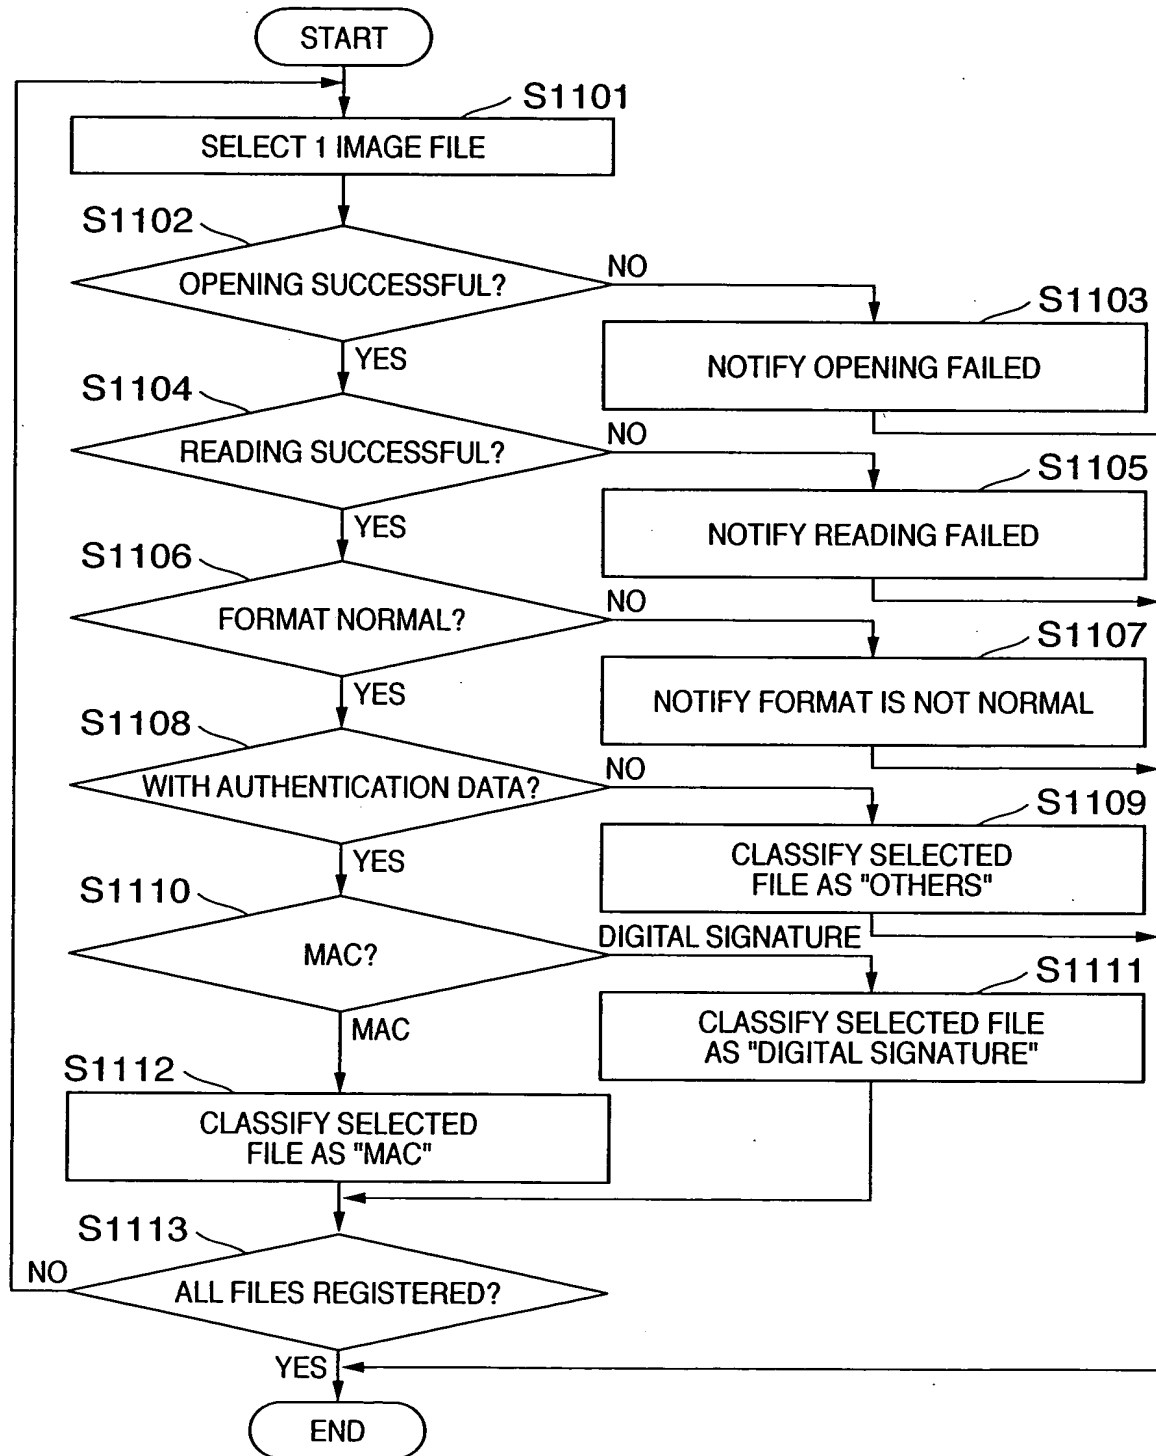 START
S1101
SELECT 1 IMAGE FILE
S1102
OPENING SUCCESSFUL?
NO
S1103
NOTIFY OPENING FAILED
YES
S1104
READING SUCCESSFUL?
NO
S1105
NOTIFY READING FAILED
YES
S1106
FORMAT NORMAL?
NO
S1107
NOTIFY FORMAT IS NOT NORMAL
YES
S1108
WITH AUTHENTICATION DATA?
NO
S1109
CLASSIFY SELECTED
FILE AS "OTHERS"
YES
S1110
MAC?
DIGITAL SIGNATURE
S1111
CLASSIFY SELECTED FILE
AS "DIGITAL SIGNATURE"
MAC
S1112
CLASSIFY SELECTED
FILE AS "MAC"
S1113
NO
ALL FILES REGISTERED?
YES
END